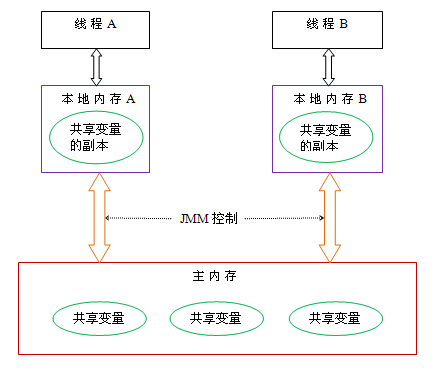 线程 A
线程 B
本地内存 A
本地内存 B
共享变量
的副本
共享变量
的副本
JMM 控制
主内存
共享变量
共享变量
共享变量